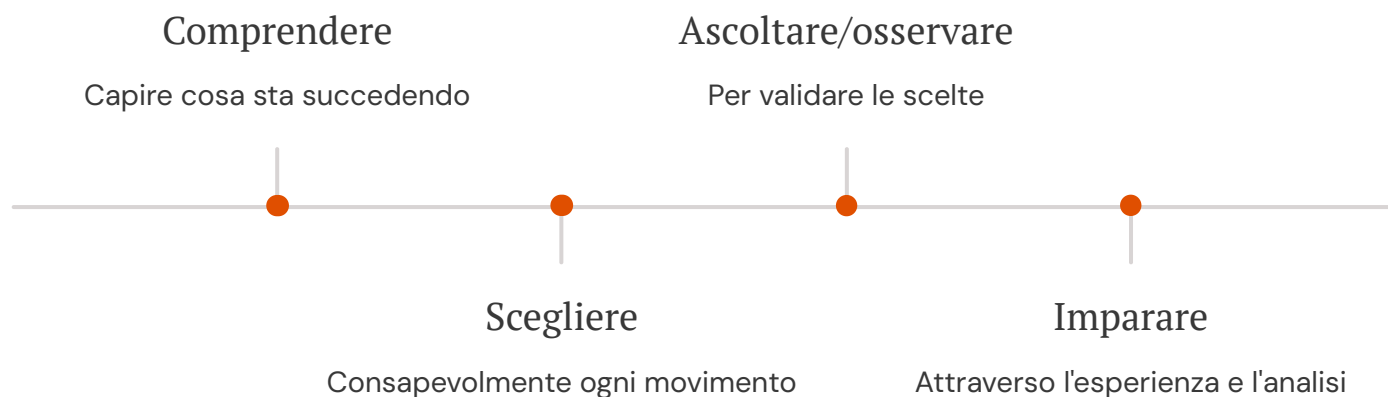 Comprendere
Capire cosa sta succedendo
Scegliere
Consapevolmente ogni movimento
Ascoltare/osservare
Per validare le scelte
Imparare
Attraverso l'esperienza e l'analisi